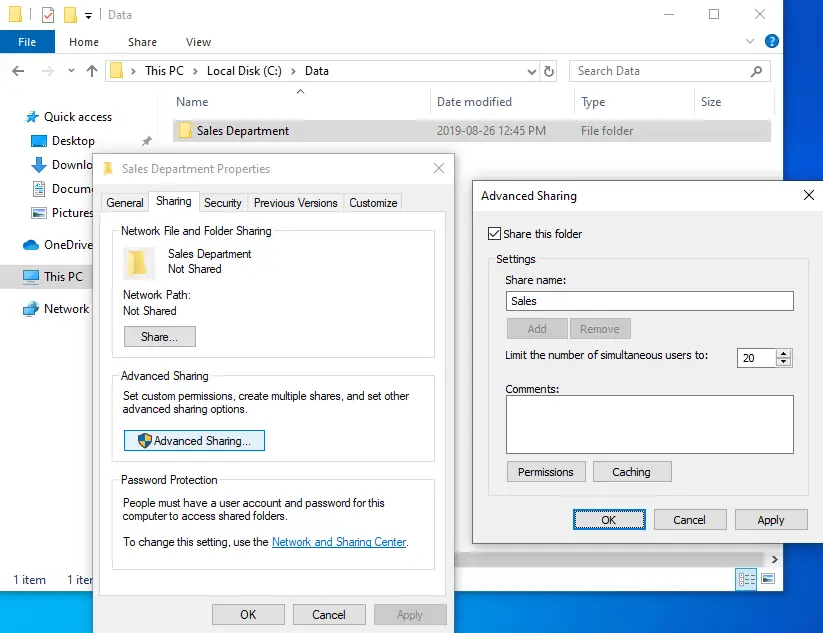 Data
File Home Share View
This PC Local Disk (C:) Data
Search Data
Name Date modified Type Size
Quick access
Desktop
Downlo
Docum
Pictures
OneDrive
This PC
Network
Sales Department 2019-08-26 12:45 PM File folder
Sales Department Properties
General Sharing Security Previous Versions Customize
Network File and Folder Sharing
Sales Department
Not Shared
Network Path:
Not Shared
Share...
Advanced Sharing
Set custom permissions, create multiple shares, and set other
advanced sharing options.
Advanced Sharing...
Password Protection
People must have a user account and password for this
computer to access shared folders.
To change this setting, use the Network and Sharing Center.
OK Cancel Apply
Advanced Sharing
Share this folder
Settings
Share name:
Sales
Add Remove
Limit the number of simultaneous users to: 20
Comments:
Permissions Caching
OK Cancel Apply
1 item 1 iter